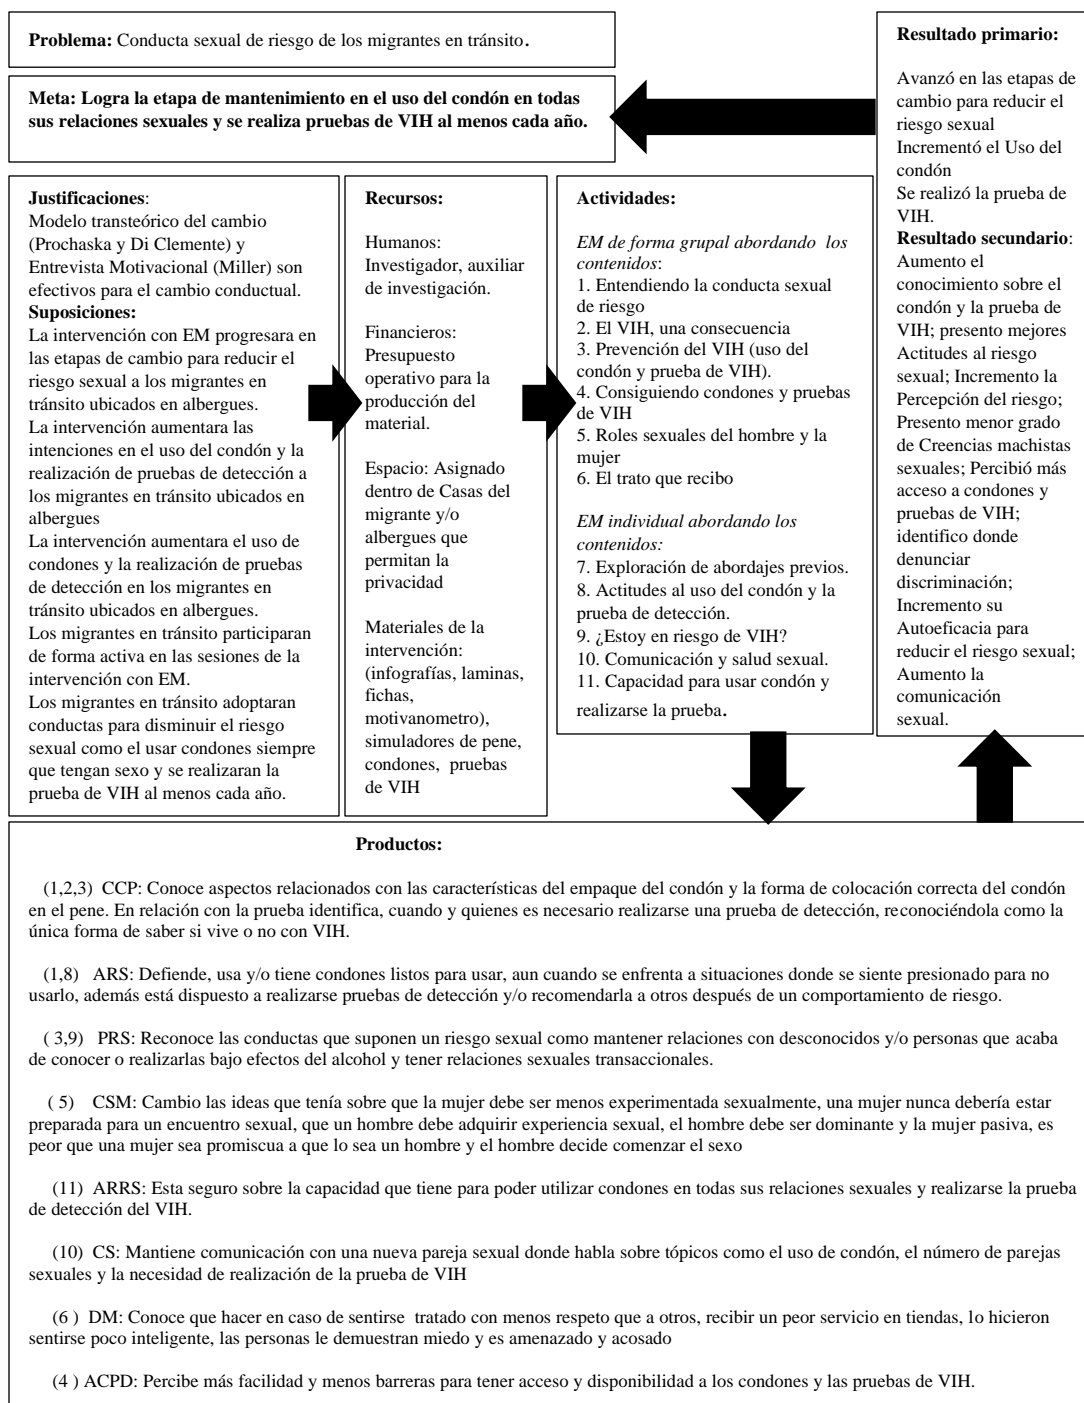 Problema: Conducta sexual de riesgo de los migrantes en tránsito.
Meta: Logra la etapa de mantenimiento en el uso del condón en todas
sus relaciones sexuales y se realiza pruebas de VIH al menos cada año.
Justificaciones:
Modelo transteórico del cambio
(Prochaska y Di Clemente) y
Entrevista Motivacional (Miller) son
efectivos para el cambio conductual.
Suposiciones:
La intervención con EM progresara en
las etapas de cambio para reducir el
riesgo sexual a los migrantes en
tránsito ubicados en albergues.
La intervención aumentara las
intenciones en el uso del condón y la
realización de pruebas de detección a
los migrantes en tránsito ubicados en
albergues
La intervención aumentara el uso de
condones y la realización de pruebas
de detección en los migrantes en
tránsito ubicados en albergues.
Los migrantes en tránsito participaran
de forma activa en las sesiones de la
intervención con EM.
Los migrantes en tránsito adoptaran
conductas para disminuir el riesgo
sexual como el usar condones siempre
que tengan sexo y se realizaran la
prueba de VIH al menos cada año.
Recursos:
Humanos:
Investigador, auxiliar
de investigación.
Financieros:
Presupuesto
operativo para la
producción del
material.
Espacio: Asignado
dentro de Casas del
migrante y/o
albergues que
permitan la
privacidad
Materiales de la
intervención:
(infografías, laminas,
fichas,
motivanometro),
simuladores de pene,
condones, pruebas
de VIH
Actividades:
EM de forma grupal abordando los
contenidos:
1. Entendiendo la conducta sexual
de riesgo
2. El VIH, una consecuencia
3. Prevención del VIH (uso del
condón y prueba de VIH).
4. Consiguiendo condones y pruebas
de VIH
5. Roles sexuales del hombre y la
mujer
6. El trato que recibo
EM individual abordando los
contenidos:
7. Exploración de abordajes previos.
8. Actitudes al uso del condón y la
prueba de detección.
9. ¿Estoy en riesgo de VIH?
10. Comunicación y salud sexual.
11. Capacidad para usar condón y
realizarse la prueba.
Resultado primario:
Avanzó en las etapas de
cambio para reducir el
riesgo sexual
Incrementó el Uso del
condón
Se realizó la prueba de
VIH.
Resultado secundario:
Aumento el
conocimiento sobre el
condón y la prueba de
VIH; presento mejores
Actitudes al riesgo
sexual; Incremento la
Percepción del riesgo;
Presento menor grado
de Creencias machistas
sexuales; Percibió más
acceso a condones y
pruebas de VIH;
identifico donde
denunciar
discriminación;
Incremento su
Autoeficacia para
reducir el riesgo sexual;
Aumento la
comunicación
sexual.
Productos:
(1,2,3) CCP: Conoce aspectos relacionados con las características del empaque del condón y la forma de colocación correcta del condón
en el pene. En relación con la prueba identifica, cuando y quienes es necesario realizarse una prueba de detección, reconociéndola como la
única forma de saber si vive o no con VIH.
(1,8) ARS: Defiende, usa y/o tiene condones listos para usar, aun cuando se enfrenta a situaciones donde se siente presionado para no
usarlo, además está dispuesto a realizarse pruebas de detección y/o recomendarla a otros después de un comportamiento de riesgo.
( 3,9) PRS: Reconoce las conductas que suponen un riesgo sexual como mantener relaciones con desconocidos y/o personas que acaba
de conocer o realizarlas bajo efectos del alcohol y tener relaciones sexuales transaccionales.
( 5) CSM: Cambio las ideas que tenía sobre que la mujer debe ser menos experimentada sexualmente, una mujer nunca debería estar
preparada para un encuentro sexual, que un hombre debe adquirir experiencia sexual, el hombre debe ser dominante y la mujer pasiva, es
peor que una mujer sea promiscua a que lo sea un hombre y el hombre decide comenzar el sexo
(11) ARRS: Esta seguro sobre la capacidad que tiene para poder utilizar condones en todas sus relaciones sexuales y realizarse la prueba
de detección del VIH.
(10) CS: Mantiene comunicación con una nueva pareja sexual donde habla sobre tópicos como el uso de condón, el número de parejas
sexuales y la necesidad de realización de la prueba de VIH
(6 ) DM: Conoce que hacer en caso de sentirse tratado con menos respeto que a otros, recibir un peor servicio en tiendas, lo hicieron
sentirse poco inteligente, las personas le demuestran miedo y es amenazado y acosado
(4 ) ACPD: Percibe más facilidad y menos barreras para tener acceso y disponibilidad a los condones y las pruebas de VIH.